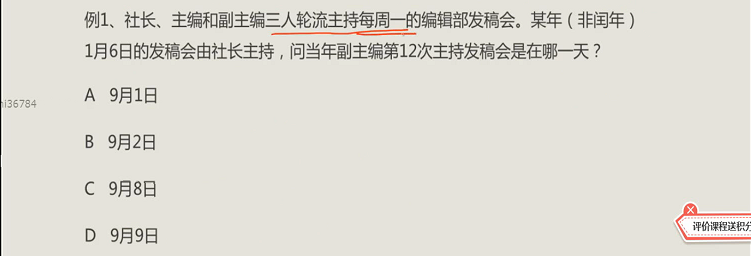 例1、社长、主编和副主编三人轮流主持每周一的编辑部发稿会。某年（非闰年）
1月6日的发稿会由社长主持，问当年副主编第12次主持发稿会是在哪一天？
A 9月1日
hi36784
B 9月2日
C 9月8日
D 9月9日
评价课程送积分